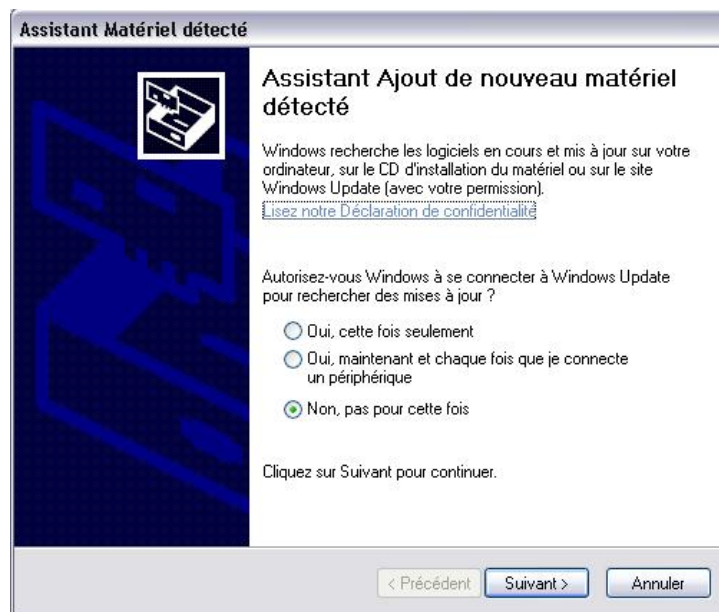 Assistant Matériel détecté
Assistant Ajout de nouveau matériel
détecté
Windows recherche les logiciels en cours et mis à jour sur votre
ordinateur, sur le CD d'installation du matériel ou sur le site
Windows Update (avec votre permission).
Lisez notre Déclaration de confidentialité
Autorisez-vous Windows à se connecter à Windows Update
pour rechercher des mises à jour ?
Oui, cette fois seulement
Oui, maintenant et chaque fois que je connecte
un périphérique
Non, pas pour cette fois
Cliquez sur Suivant pour continuer.
< Précédent Suivant > Annuler